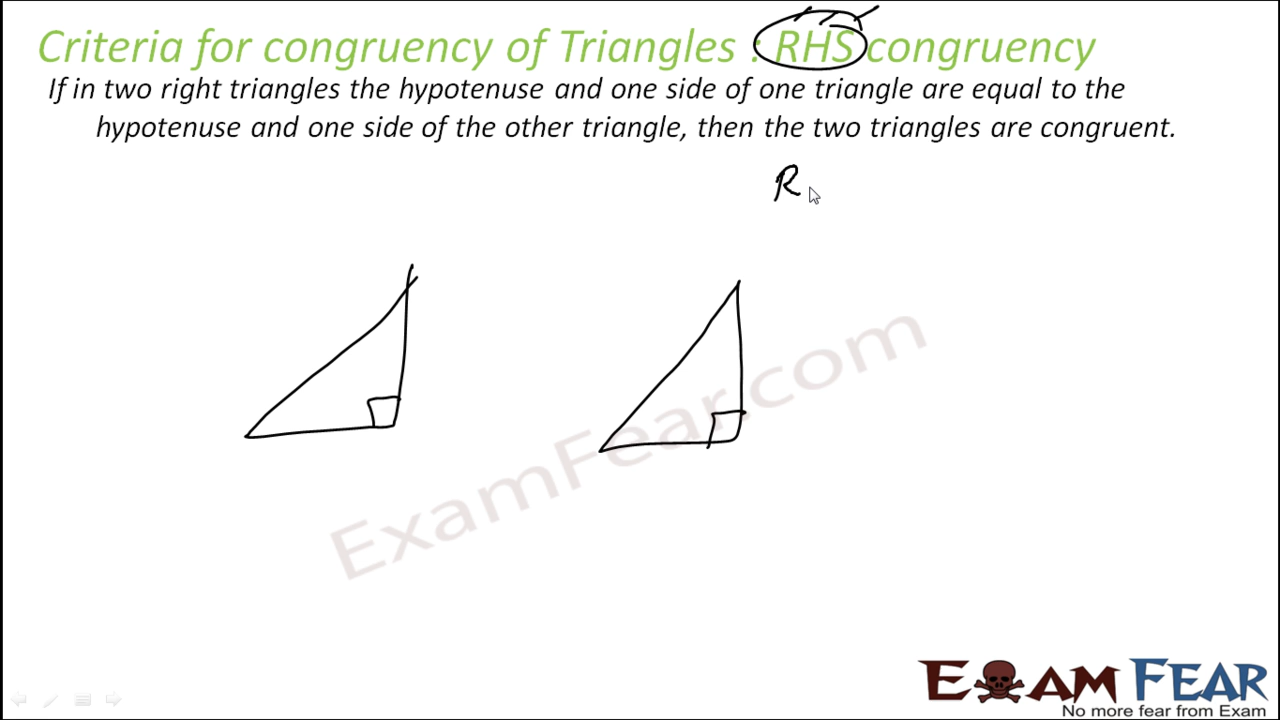 Criteria for congruency of Triangles : RHS congruency
If in two right triangles the hypotenuse and one side of one triangle are equal to the
hypotenuse and one side of the other triangle, then the two triangles are congruent.
R
ExamFear.com
EXAM FEAR
No more fear from Exam